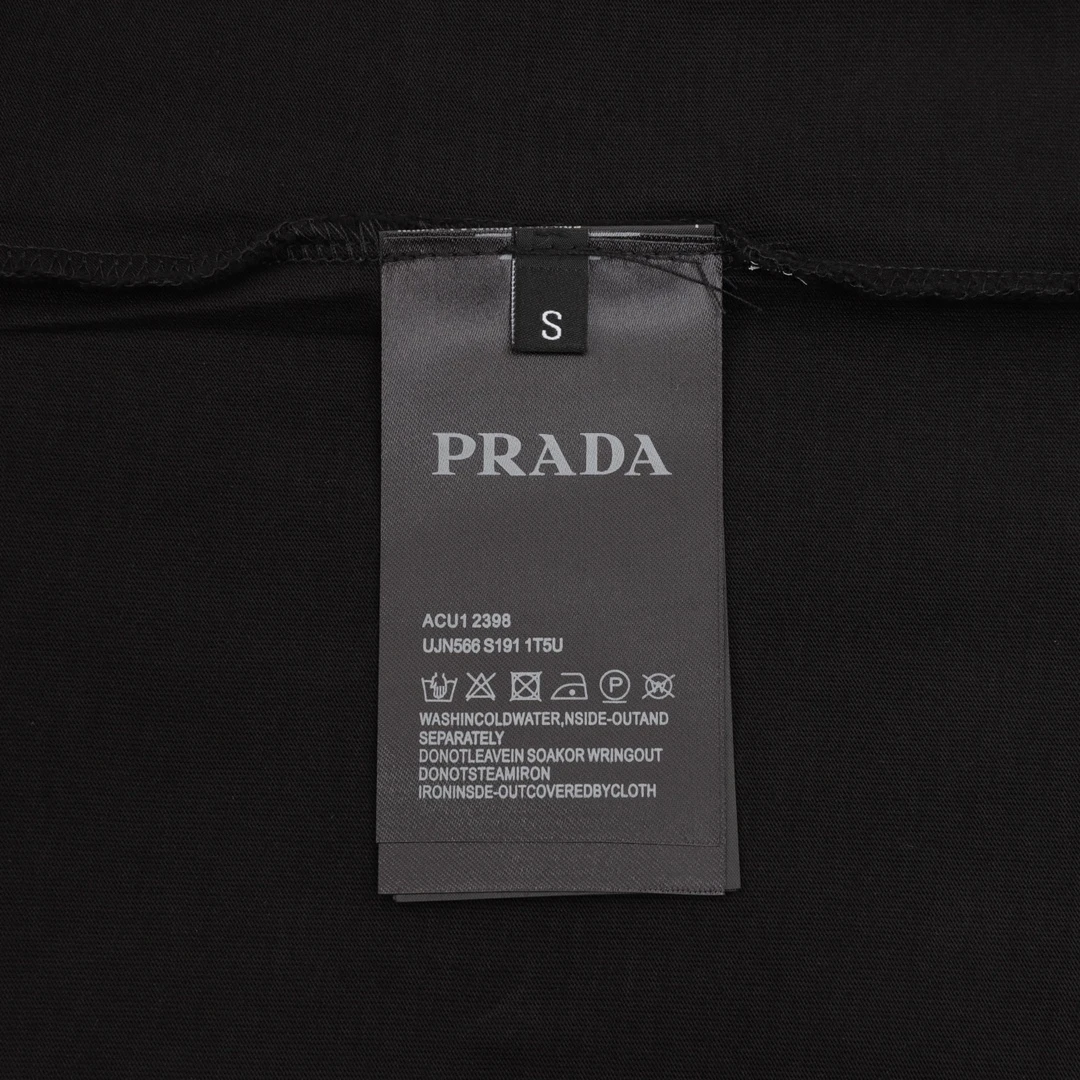 S
PRADA
ACU1 2398
UJN566 S191 1T5U
P
WASHINCOLDWATER,NSIDE-OUTAND
SEPARATELY
DONOTLEAVEIN SOAKOR WRINGOUT
DONOTSTEAMIRON
IRONINSDE-OUTCOVEREDBYCLOTH